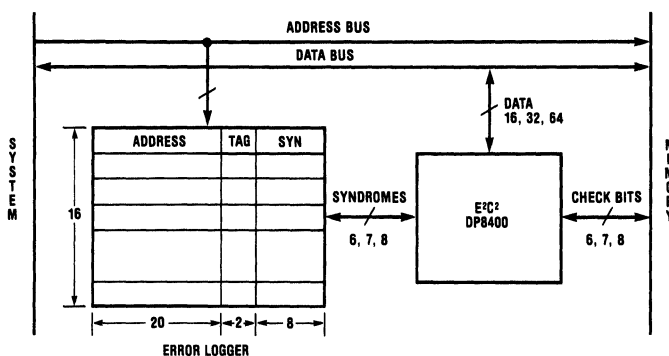 ADDRESS BUS
DATA BUS
SYSTEM
ADDRESS TAG SYN
16
20 2 8
ERROR LOGGER
SYNDROMES
6, 7, 8
DATA
16, 32, 64
E²C²
DP8400
CHECK BITS
6, 7, 8